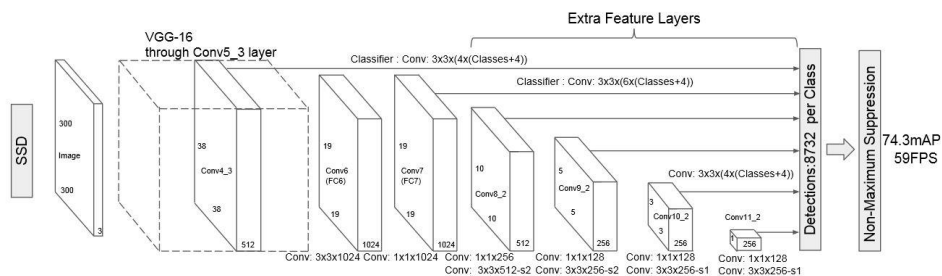 Extra Feature Layers
VGG-16
through Conv5_3 layer
Classifier : Conv: 3x3x(4x(Classes+4))
Classifier : Conv: 3x3x(6x(Classes+4))
SSD
300
Image
300
3
38
Conv4_3
38
512
19
Conv6
(FC6)
19
1024
19
Conv7
(FC7)
19
1024
10
Conv8_2
10
512
5
Conv9_2
5
256
Conv: 3x3x(4x(Classes+4))
3
Conv10_2
3
256
Conv11_2
1
256
Detections:8732 per Class
Non-Maximum Suppression
74.3mAP
59FPS
Conv: 3x3x1024
Conv: 1x1x1024
Conv: 1x1x256
Conv: 3x3x512-s2
Conv: 1x1x128
Conv: 3x3x256-s2
Conv: 1x1x128
Conv: 3x3x256-s1
Conv: 1x1x128
Conv: 3x3x256-s1